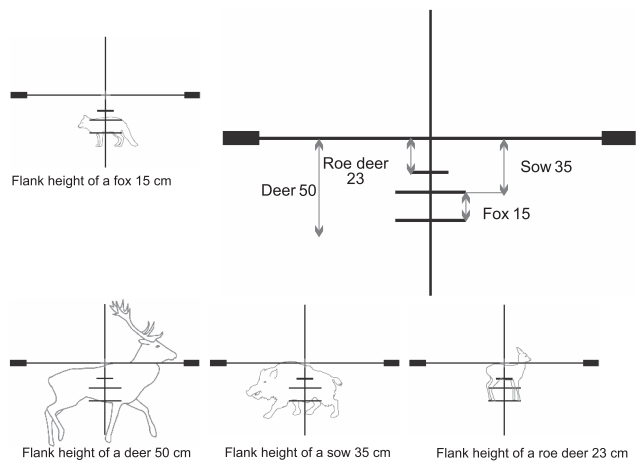 Flank height of a fox 15 cm
Roe deer
23
Deer 50
Sow 35
Fox 15
Flank height of a deer 50 cm
Flank height of a sow 35 cm
Flank height of a roe deer 23 cm